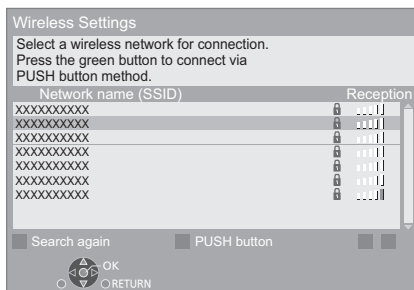 Wireless Settings
Select a wireless network for connection.
Press the green button to connect via
PUSH button method.
Network name (SSID) Reception
XXXXXXXXXX
XXXXXXXXXX
XXXXXXXXXX
XXXXXXXXXX
XXXXXXXXXX
XXXXXXXXXX
XXXXXXXXXX
Search again PUSH button
OK
RETURN